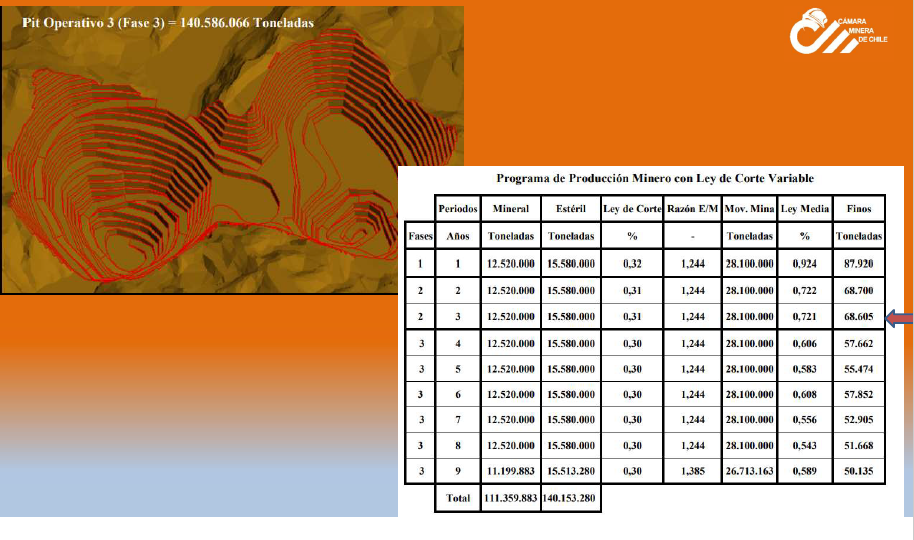 Pit Operativo 3 (Fase 3) = 140.586.066 Toneladas
CÁMARA
MINERA
DE CHILE
Programa de Producción Minero con Ley de Corte Variable
Periodos Mineral Estéril Ley de Corte Razón E/M Mov. Mina Ley Media Finos
Fases Años Toneladas Toneladas % - Toneladas % Toneladas
1 1 12.520.000 15.580.000 0,32 1,244 28.100.000 0,924 87.920
2 2 12.520.000 15.580.000 0,31 1,244 28.100.000 0,722 68.700
2 3 12.520.000 15.580.000 0,31 1,244 28.100.000 0,721 68.605
3 4 12.520.000 15.580.000 0,30 1,244 28.100.000 0,606 57.662
3 5 12.520.000 15.580.000 0,30 1,244 28.100.000 0,583 55.474
3 6 12.520.000 15.580.000 0,30 1,244 28.100.000 0,608 57.852
3 7 12.520.000 15.580.000 0,30 1,244 28.100.000 0,556 52.905
3 8 12.520.000 15.580.000 0,30 1,244 28.100.000 0,543 51.668
3 9 11.199.883 15.513.280 0,30 1,385 26.713.163 0,589 50.135
Total 111.359.883 140.153.280